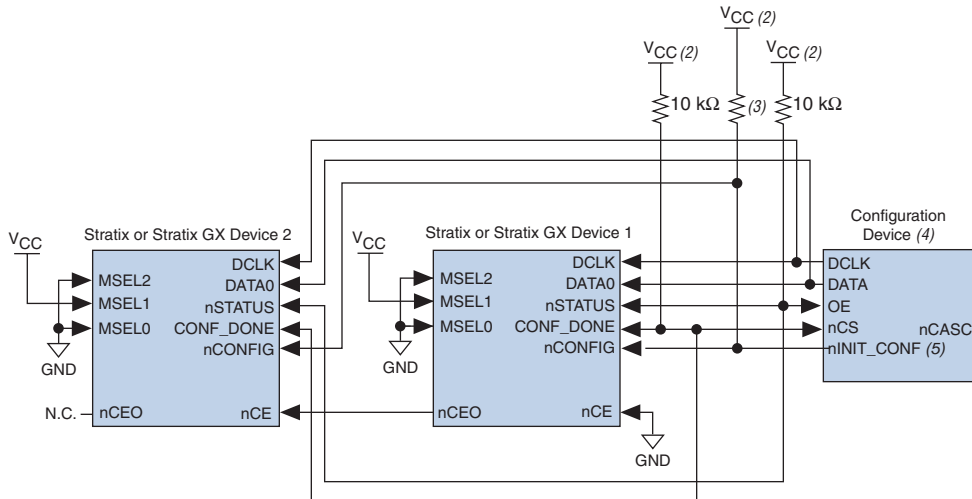 VCC (2)
VCC (2)
VCC (2)
10 kΩ
(3)
10 kΩ
VCC
Stratix or Stratix GX Device 2
DCLK
DATA0
nSTATUS
CONF_DONE
nCONFIG
MSEL2
MSEL1
MSEL0
GND
N.C.
nCEO
nCE
VCC
Stratix or Stratix GX Device 1
DCLK
DATA0
nSTATUS
CONF_DONE
nCONFIG
MSEL2
MSEL1
MSEL0
GND
nCEO
nCE
GND
Configuration
Device (4)
DCLK
DATA
OE
nCS
nCASC
nINIT_CONF (5)